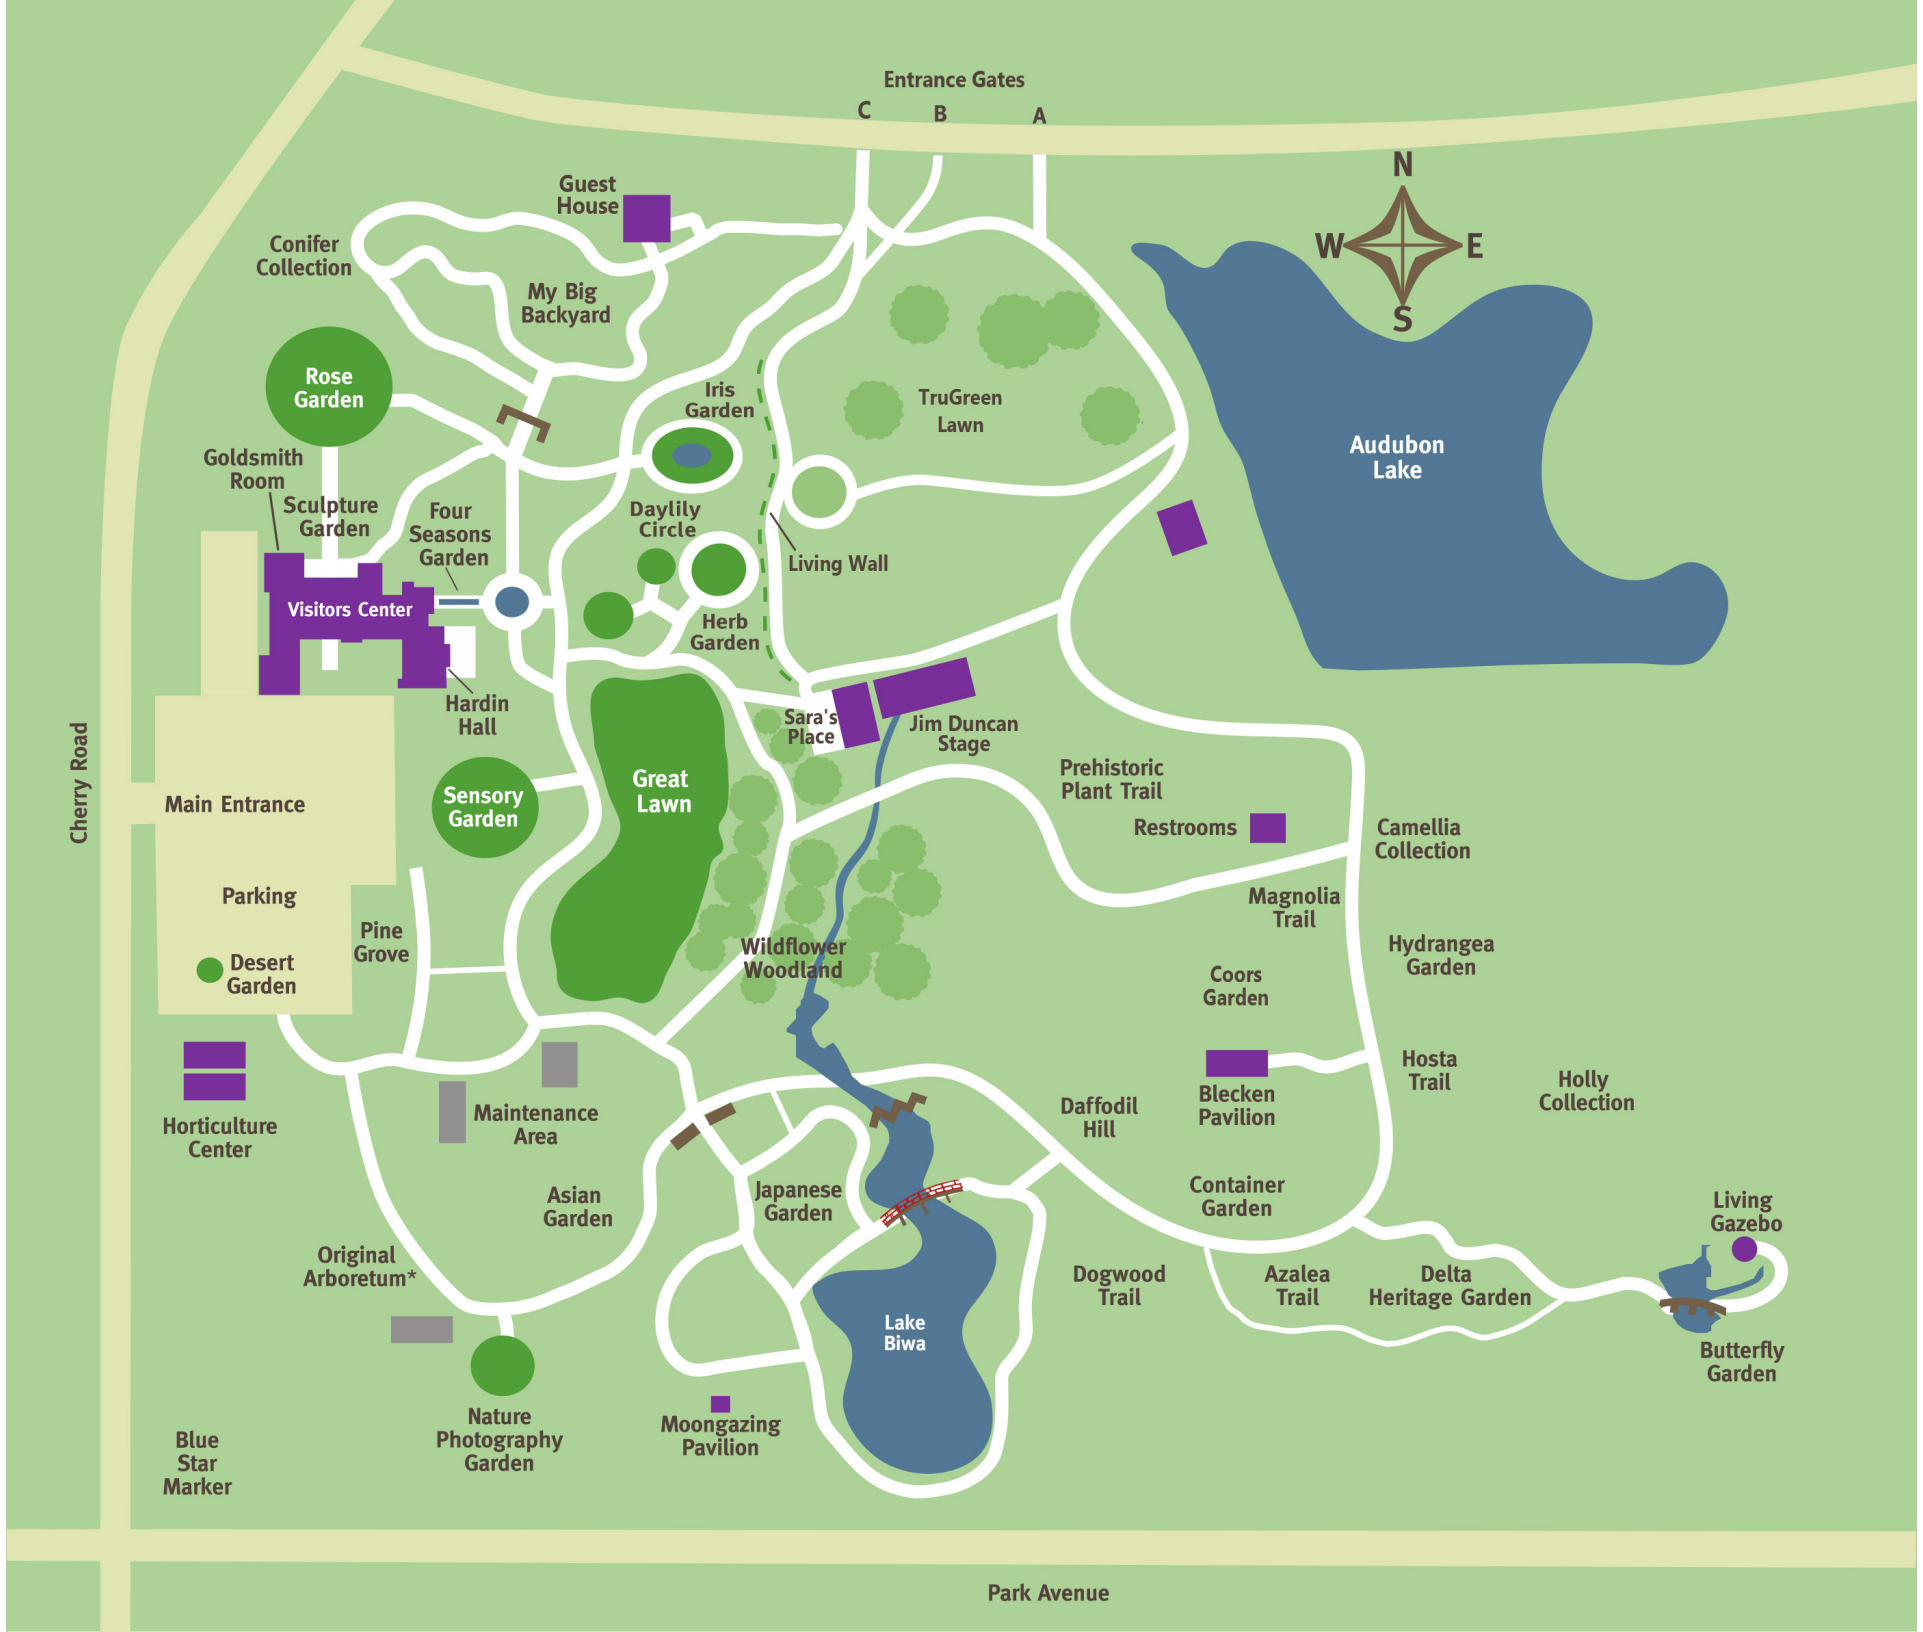 Entrance Gates
C
B
A
N
W
E
S
Guest
House
Conifer
Collection
My Big
Backyard
Rose
Garden
Iris
Garden
TruGreen
Lawn
Audubon
Lake
Goldsmith
Room
Sculpture
Garden
Four
Seasons
Garden
Daylily
Circle
Living Wall
Visitors Center
Herb
Garden
Hardin
Hall
Sara's
Place
Jim Duncan
Stage
Cherry Road
Main Entrance
Sensory
Garden
Great
Lawn
Prehistoric
Plant Trail
Restrooms
Camellia
Collection
Parking
Magnolia
Trail
Pine
Grove
Wildflower
Woodland
Hydrangea
Garden
Desert
Garden
Coors
Garden
Hosta
Trail
Holly
Collection
Blecken
Pavilion
Daffodil
Hill
Maintenance
Area
Horticulture
Center
Asian
Garden
Japanese
Garden
Container
Garden
Living
Gazebo
Original
Arboretum*
Dogwood
Trail
Azalea
Trail
Delta
Heritage Garden
Lake
Biwa
Butterfly
Garden
Nature
Photography
Garden
Moongazing
Pavilion
Blue
Star
Marker
Park Avenue